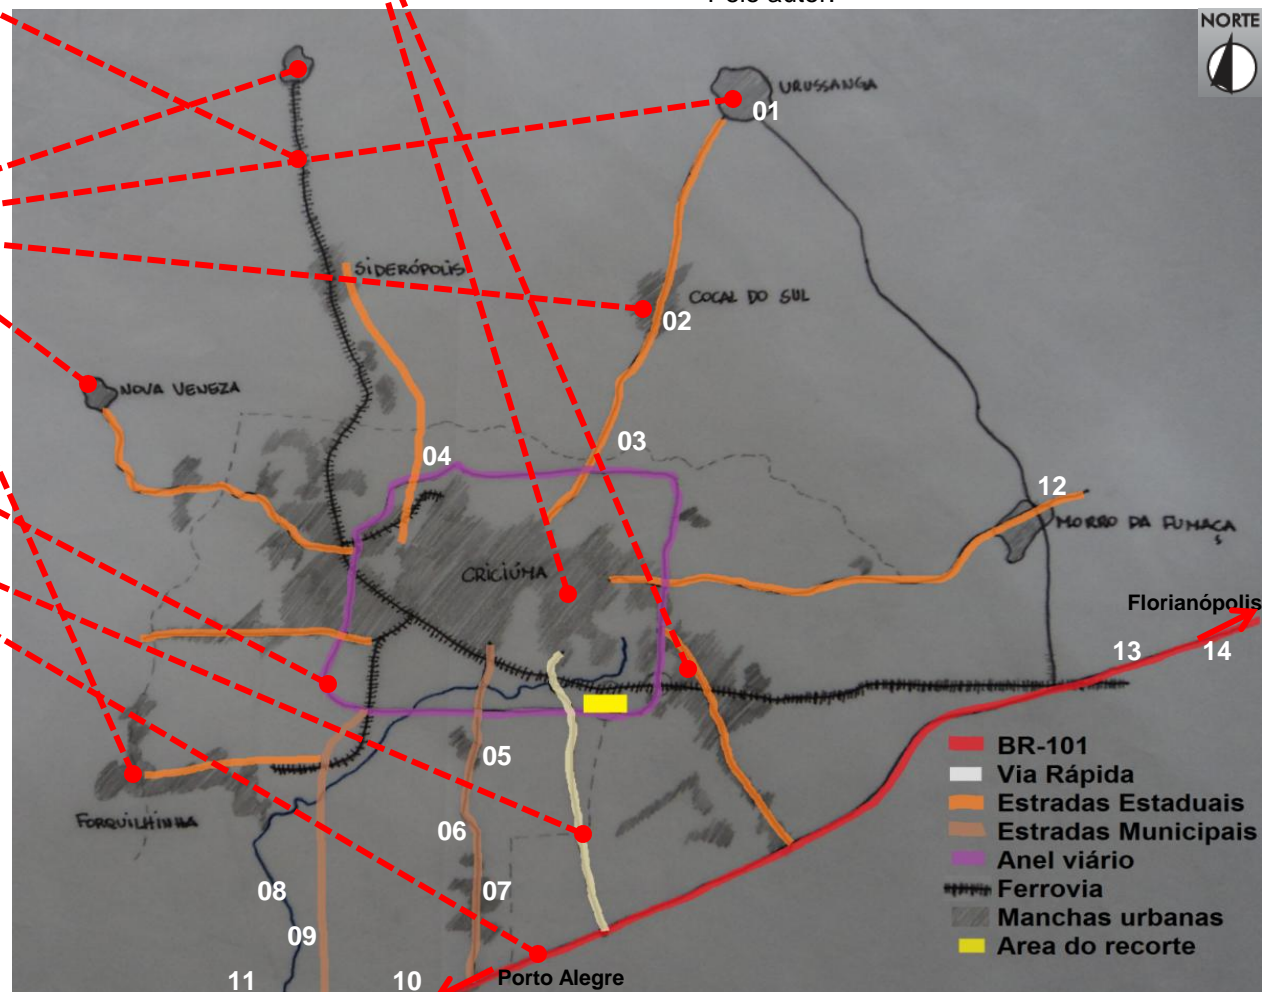 NORTE
URUSSANGA
01
SIDERÓPOLIS
COCAL DO SUL
02
NOVA VENEZA
03
04
12
MORRO DA FUMAÇA
CRICIÚMA
Florianópolis
13
14
05
BR-101
Via Rápida
Estradas Estaduais
FORQUILHINHA
06
Estradas Municipais
Anel viário
08
07
Ferrovia
Manchas urbanas
09
Area do recorte
11
10
Porto Alegre